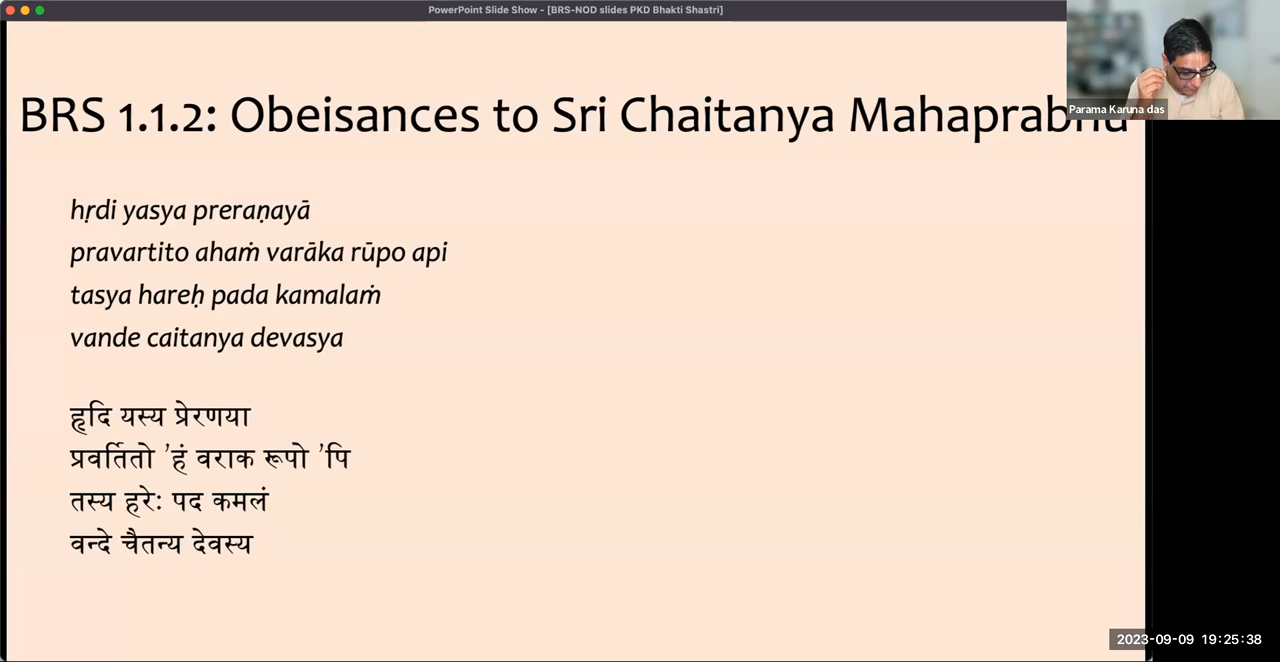 PowerPoint Slide Show - [BRS-NOD slides PKD Bhakti Shastri]
BRS 1.1.2: Obeisances to Sri Chaitanya Mahaprabhu
Parama Karuna das
hṛdi yasya preraṇayā
pravartito ahaṁ varāka rūpo api
tasya hareḥ pada kamalaṁ
vande caitanya devasya
हृदि यस्य प्रेरणया
प्रवर्तितो ’हं वराक रूपो ’पि
तस्य हरेः पद कमलं
वन्दे चैतन्य देवस्य
2023-09-09 19:25:38